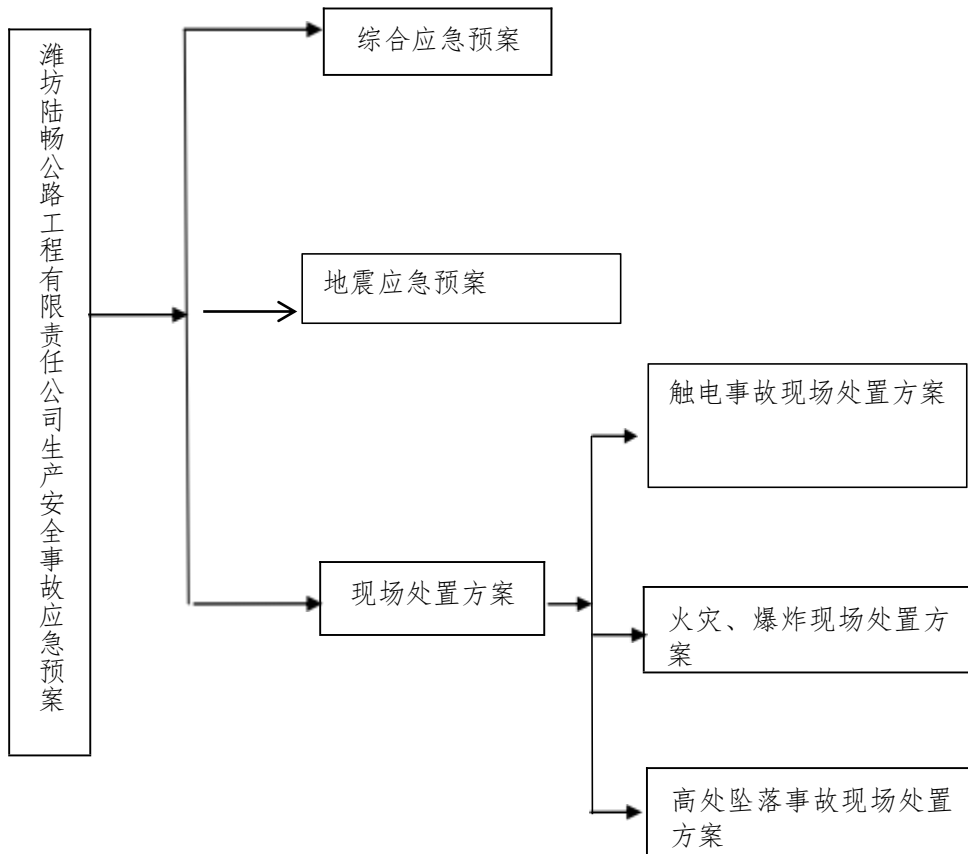 潍坊陆畅公路工程有限责任公司生产安全事故应急预案
综合应急预案
地震应急预案
现场处置方案
触电事故现场处置方案
火灾、爆炸现场处置方
案
高处坠落事故现场处置
方案